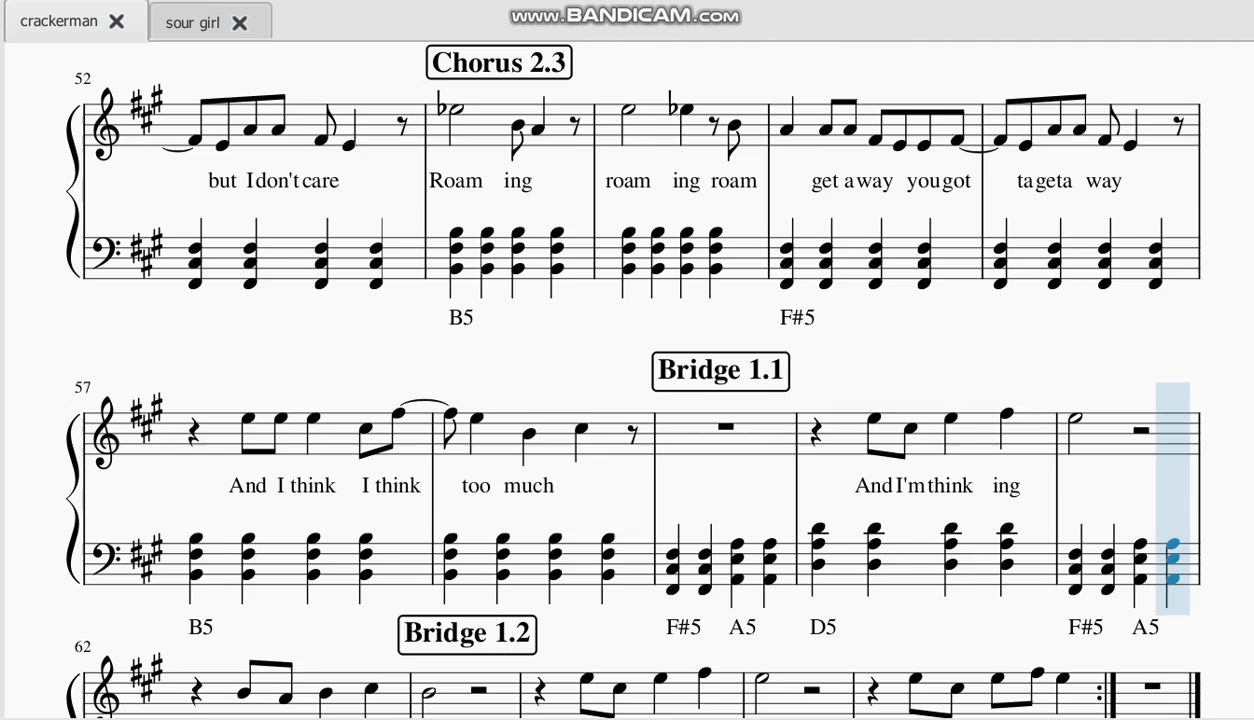 crackerman
sour girl
www.BANDICAM.com
Chorus 2.3
52
but I don't care Roam ing roam ing roam get a way you got ta get a way
B5 F#5
Bridge 1.1
57
And I think I think too much And I'm think ing
B5 F#5 A5 D5 F#5 A5
Bridge 1.2
62